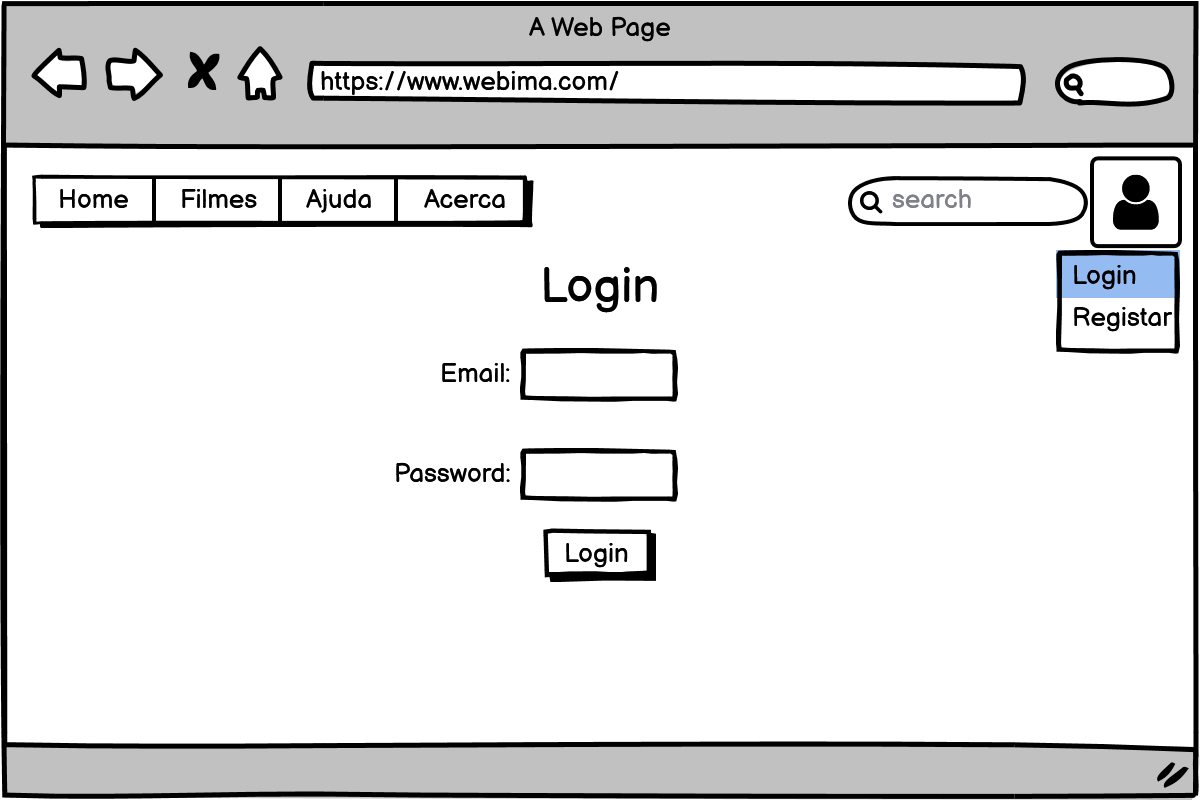 A Web Page
https://www.webima.com/
Home Filmes Ajuda Acerca
search
Login
Registar
Login
Email:
Password:
Login